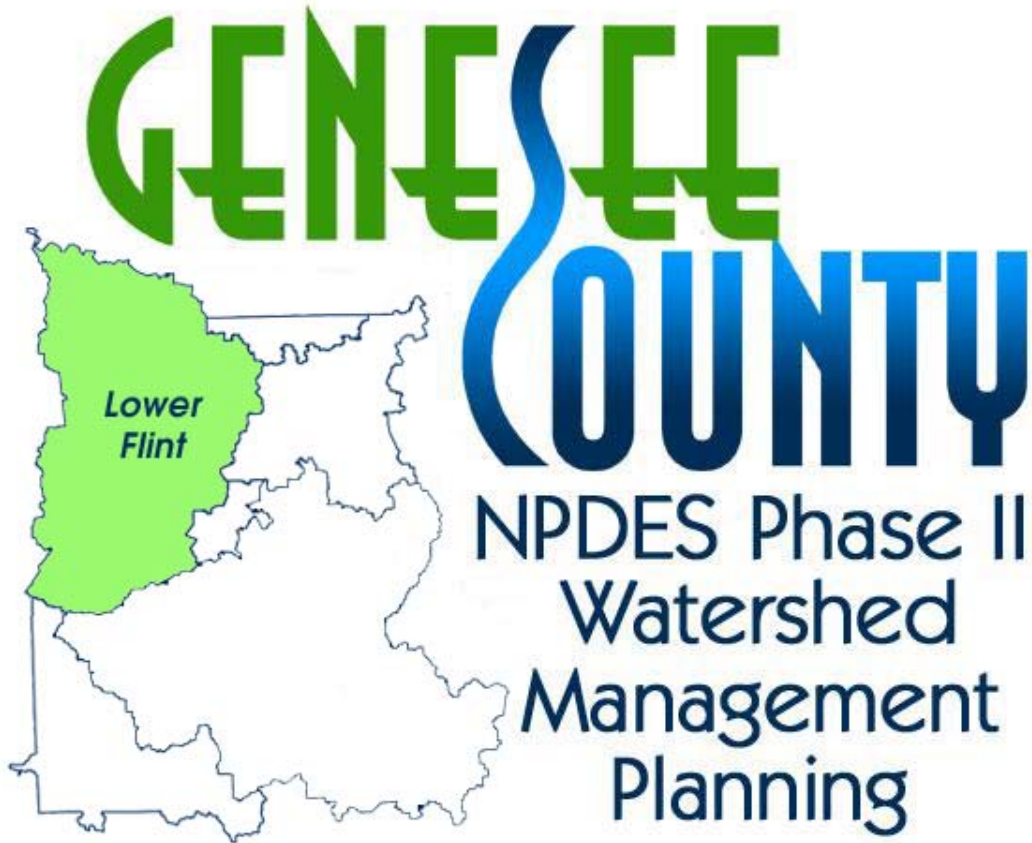 GENESEE
COUNTY
Lower
Flint
NPDES Phase II
Watershed
Management
Planning